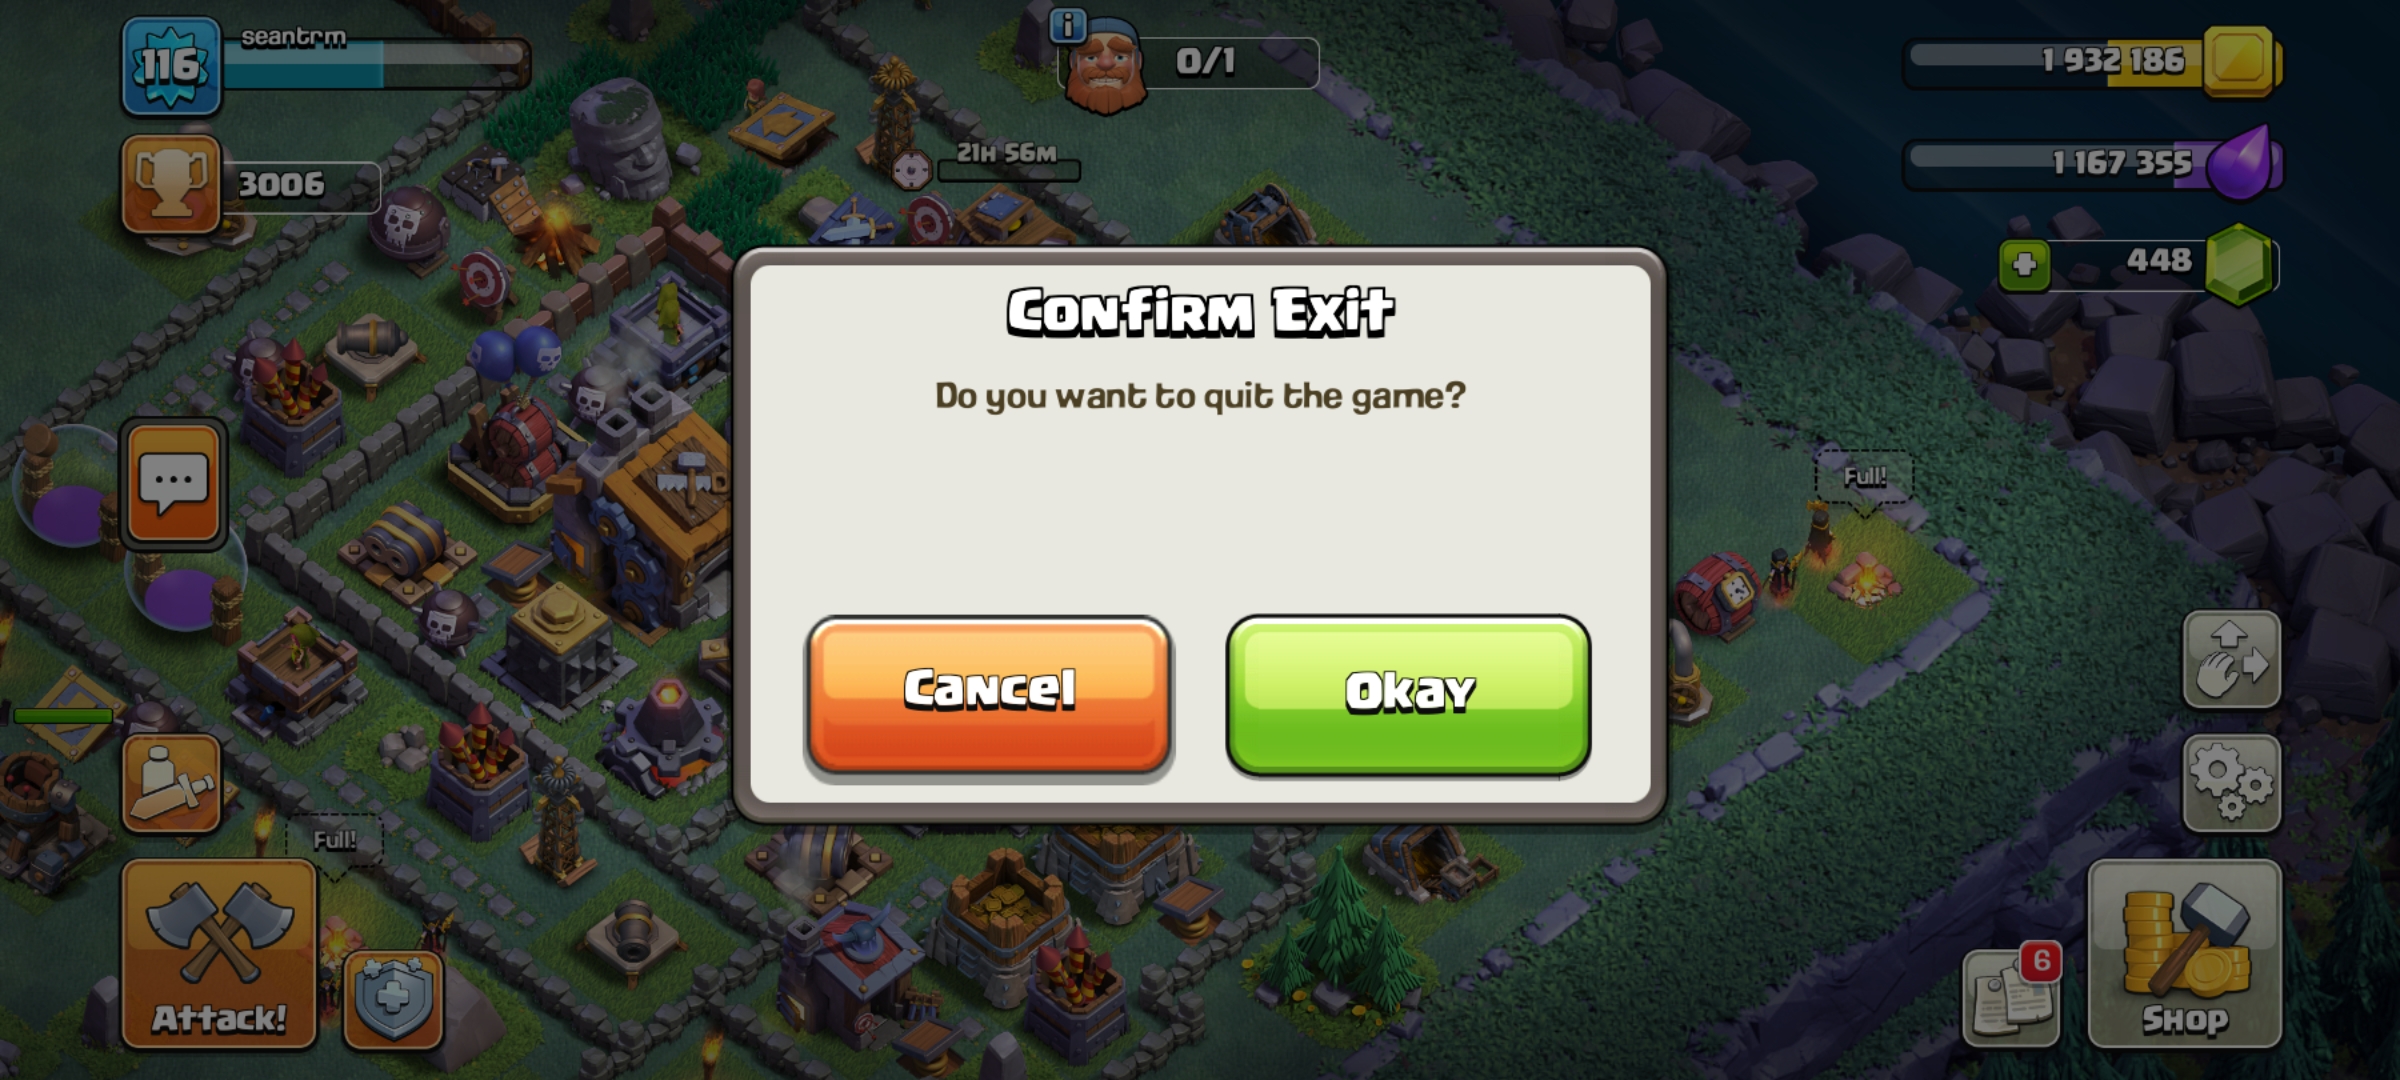 116
seantrm
3006
i
0/1
21H 56M
1 932 186
1 167 355
448
Confirm Exit
Do you want to quit the game?
Cancel
Okay
Full!
Full!
Attack!
6
Shop